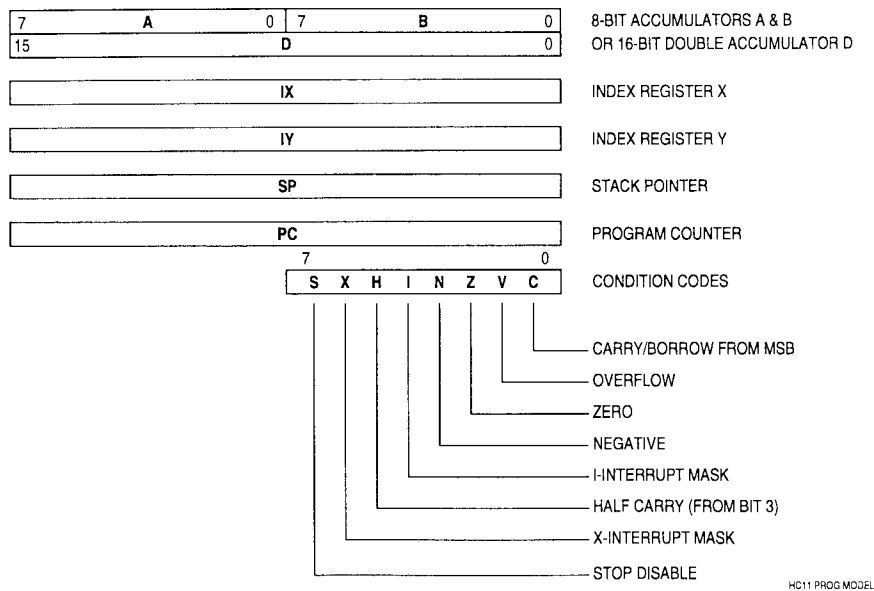 7 A 0 7 B 0 8-BIT ACCUMULATORS A & B
15 D 0 OR 16-BIT DOUBLE ACCUMULATOR D
IX INDEX REGISTER X
IY INDEX REGISTER Y
SP STACK POINTER
PC PROGRAM COUNTER
7 0
S X H I N Z V C CONDITION CODES
CARRY/BORROW FROM MSB
OVERFLOW
ZERO
NEGATIVE
I-INTERRUPT MASK
HALF CARRY (FROM BIT 3)
X-INTERRUPT MASK
STOP DISABLE
HC11 PROG MODEL